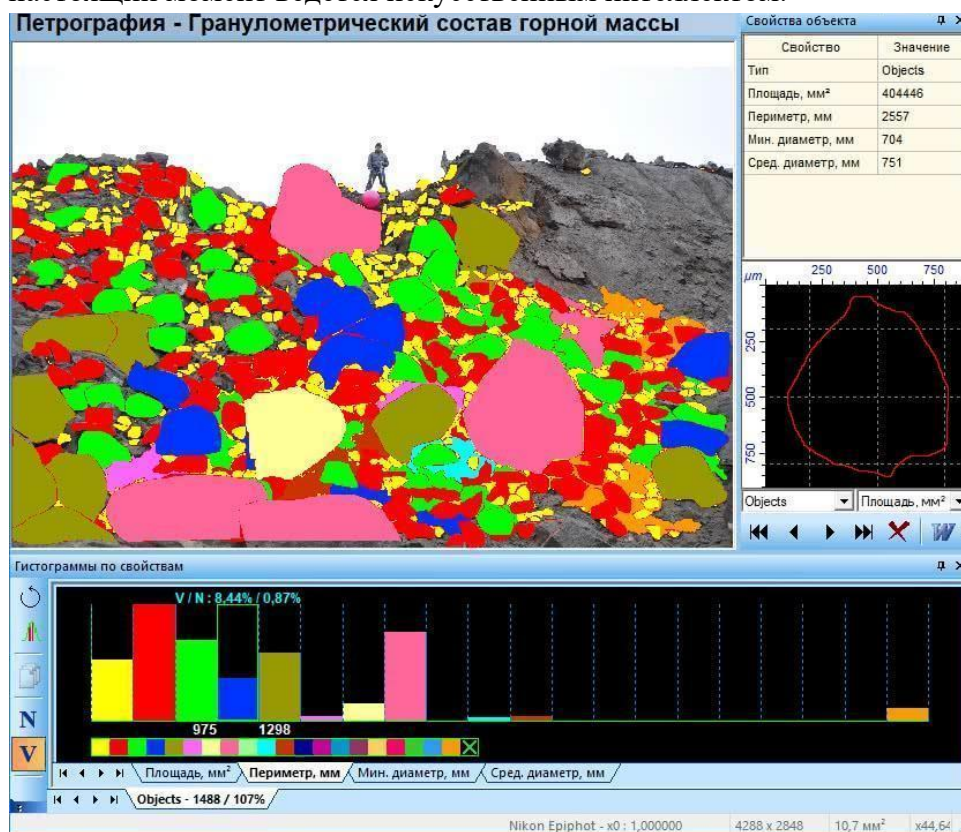 Петрография - Гранулометрический состав горной массы
Свойства объекта
Свойство Значение
Тип Objects
Площадь, мм² 404446
Периметр, мм 2557
Мин. диаметр, мм 704
Сред. диаметр, мм 751
μm 250 500 750
250
500
750
Objects Площадь, мм²
W
Гистограммы по свойствам
V / N : 8,44% / 0,87%
975 1298
N
V
Площадь, мм² Периметр, мм Мин. диаметр, мм Сред. диаметр, мм
Objects - 1488 / 107%
Nikon Epiphot - x0 : 1,000000 4288 x 2848 10,7 мм² x44,64